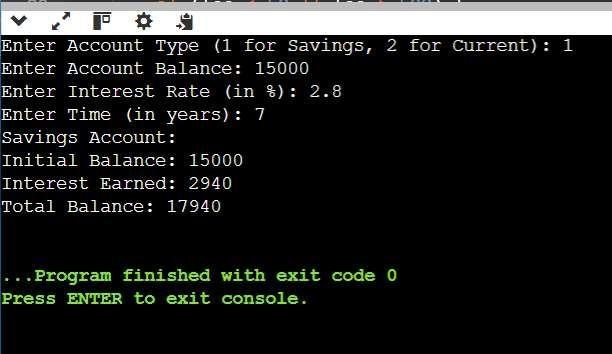 Enter Account Type (1 for Savings, 2 for Current): 1
Enter Account Balance: 15000
Enter Interest Rate (in %): 2.8
Enter Time (in years): 7
Savings Account:
Initial Balance: 15000
Interest Earned: 2940
Total Balance: 17940
...Program finished with exit code 0
Press ENTER to exit console.